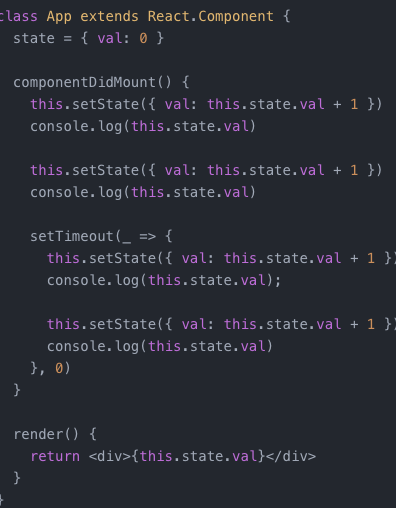 class App extends React.Component {
  state = { val: 0 }

  componentDidMount() {
    this.setState({ val: this.state.val + 1 })
    console.log(this.state.val)

    this.setState({ val: this.state.val + 1 })
    console.log(this.state.val)

    setTimeout(_ => {
      this.setState({ val: this.state.val + 1 })
      console.log(this.state.val);

      this.setState({ val: this.state.val + 1 })
      console.log(this.state.val)
    }, 0)
  }

  render() {
    return <div>{this.state.val}</div>
  }
}